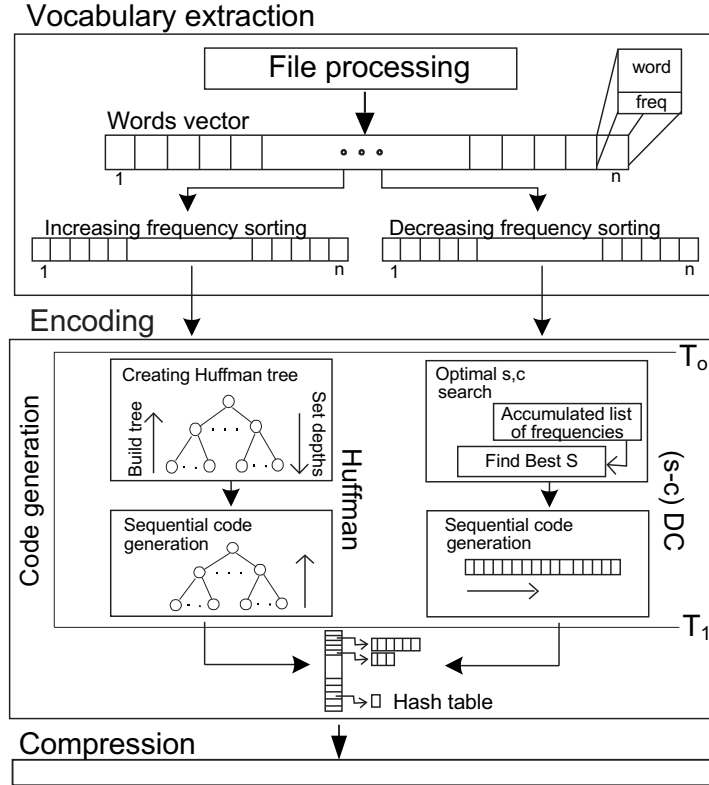 Vocabulary extraction
File processing
word
freq
Words vector
1
n
Increasing frequency sorting
1
n
Decreasing frequency sorting
1
n
Encoding
T0
Code generation
Creating Huffman tree
Build tree
Set depths
Huffman
Sequential code
generation
Optimal s,c
search
Accumulated list
of frequencies
Find Best S
(s-c) DC
Sequential code
generation
T1
Hash table
Compression